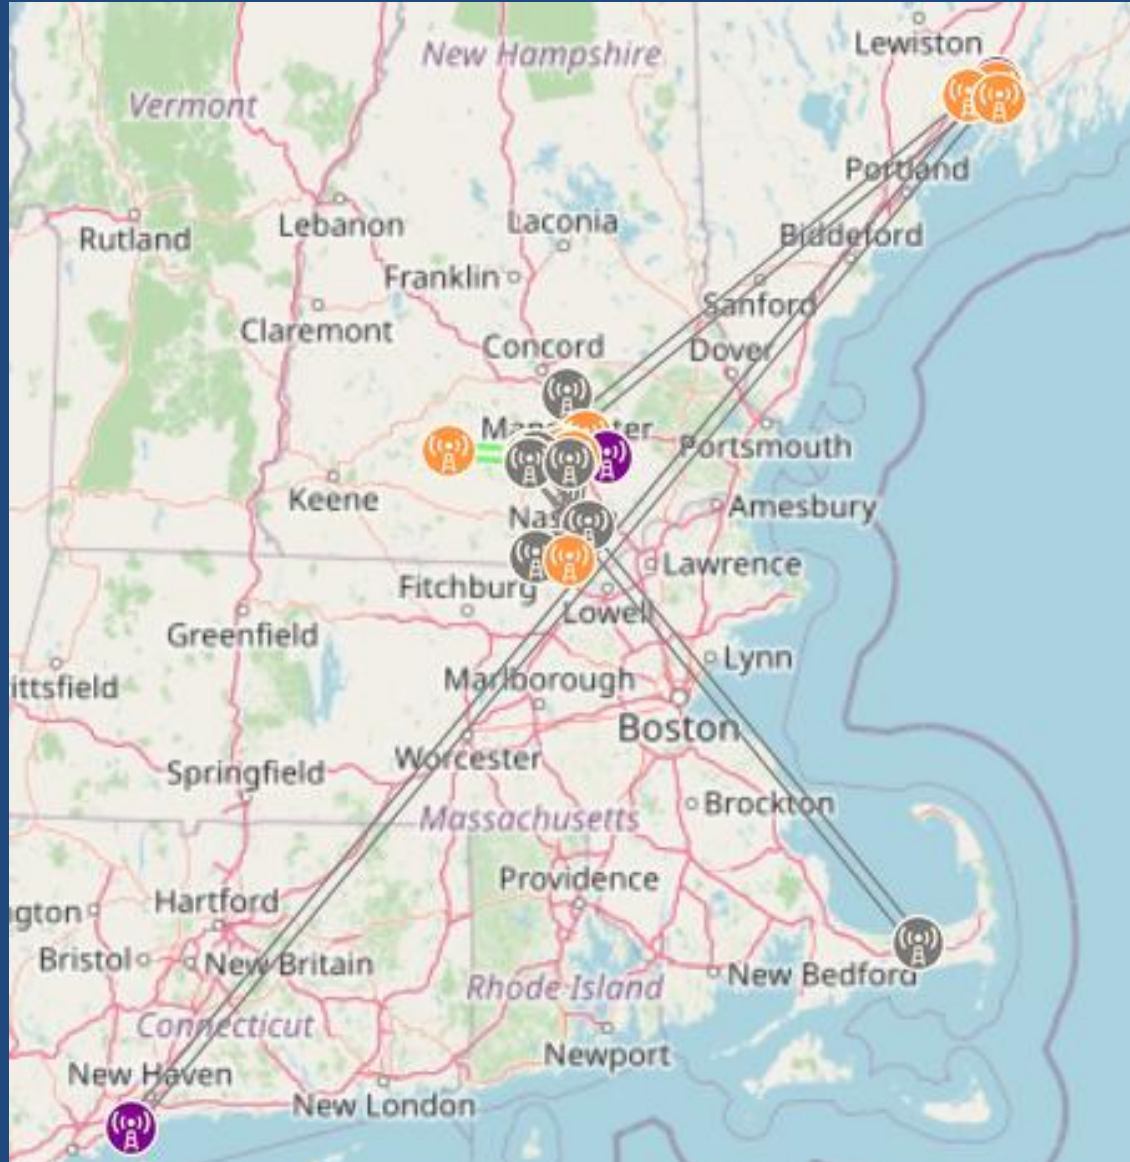 Lewiston
New Hampshire
Vermont
Portland
Laconia
Lebanon
Rutland
Biddeford
Franklin
Sanford
Claremont
Concord
Dover
Portsmouth
Keene
Amesbury
Lawrence
Fitchburg
Lowell
Greenfield
Lynn
ittsfield
Marlborough
Boston
Worcester
Springfield
Brockton
Massachusetts
Providence
Hartford
gton
Bristol
New Britain
New Bedford
Rhode Island
Connecticut
Newport
New Haven
New London